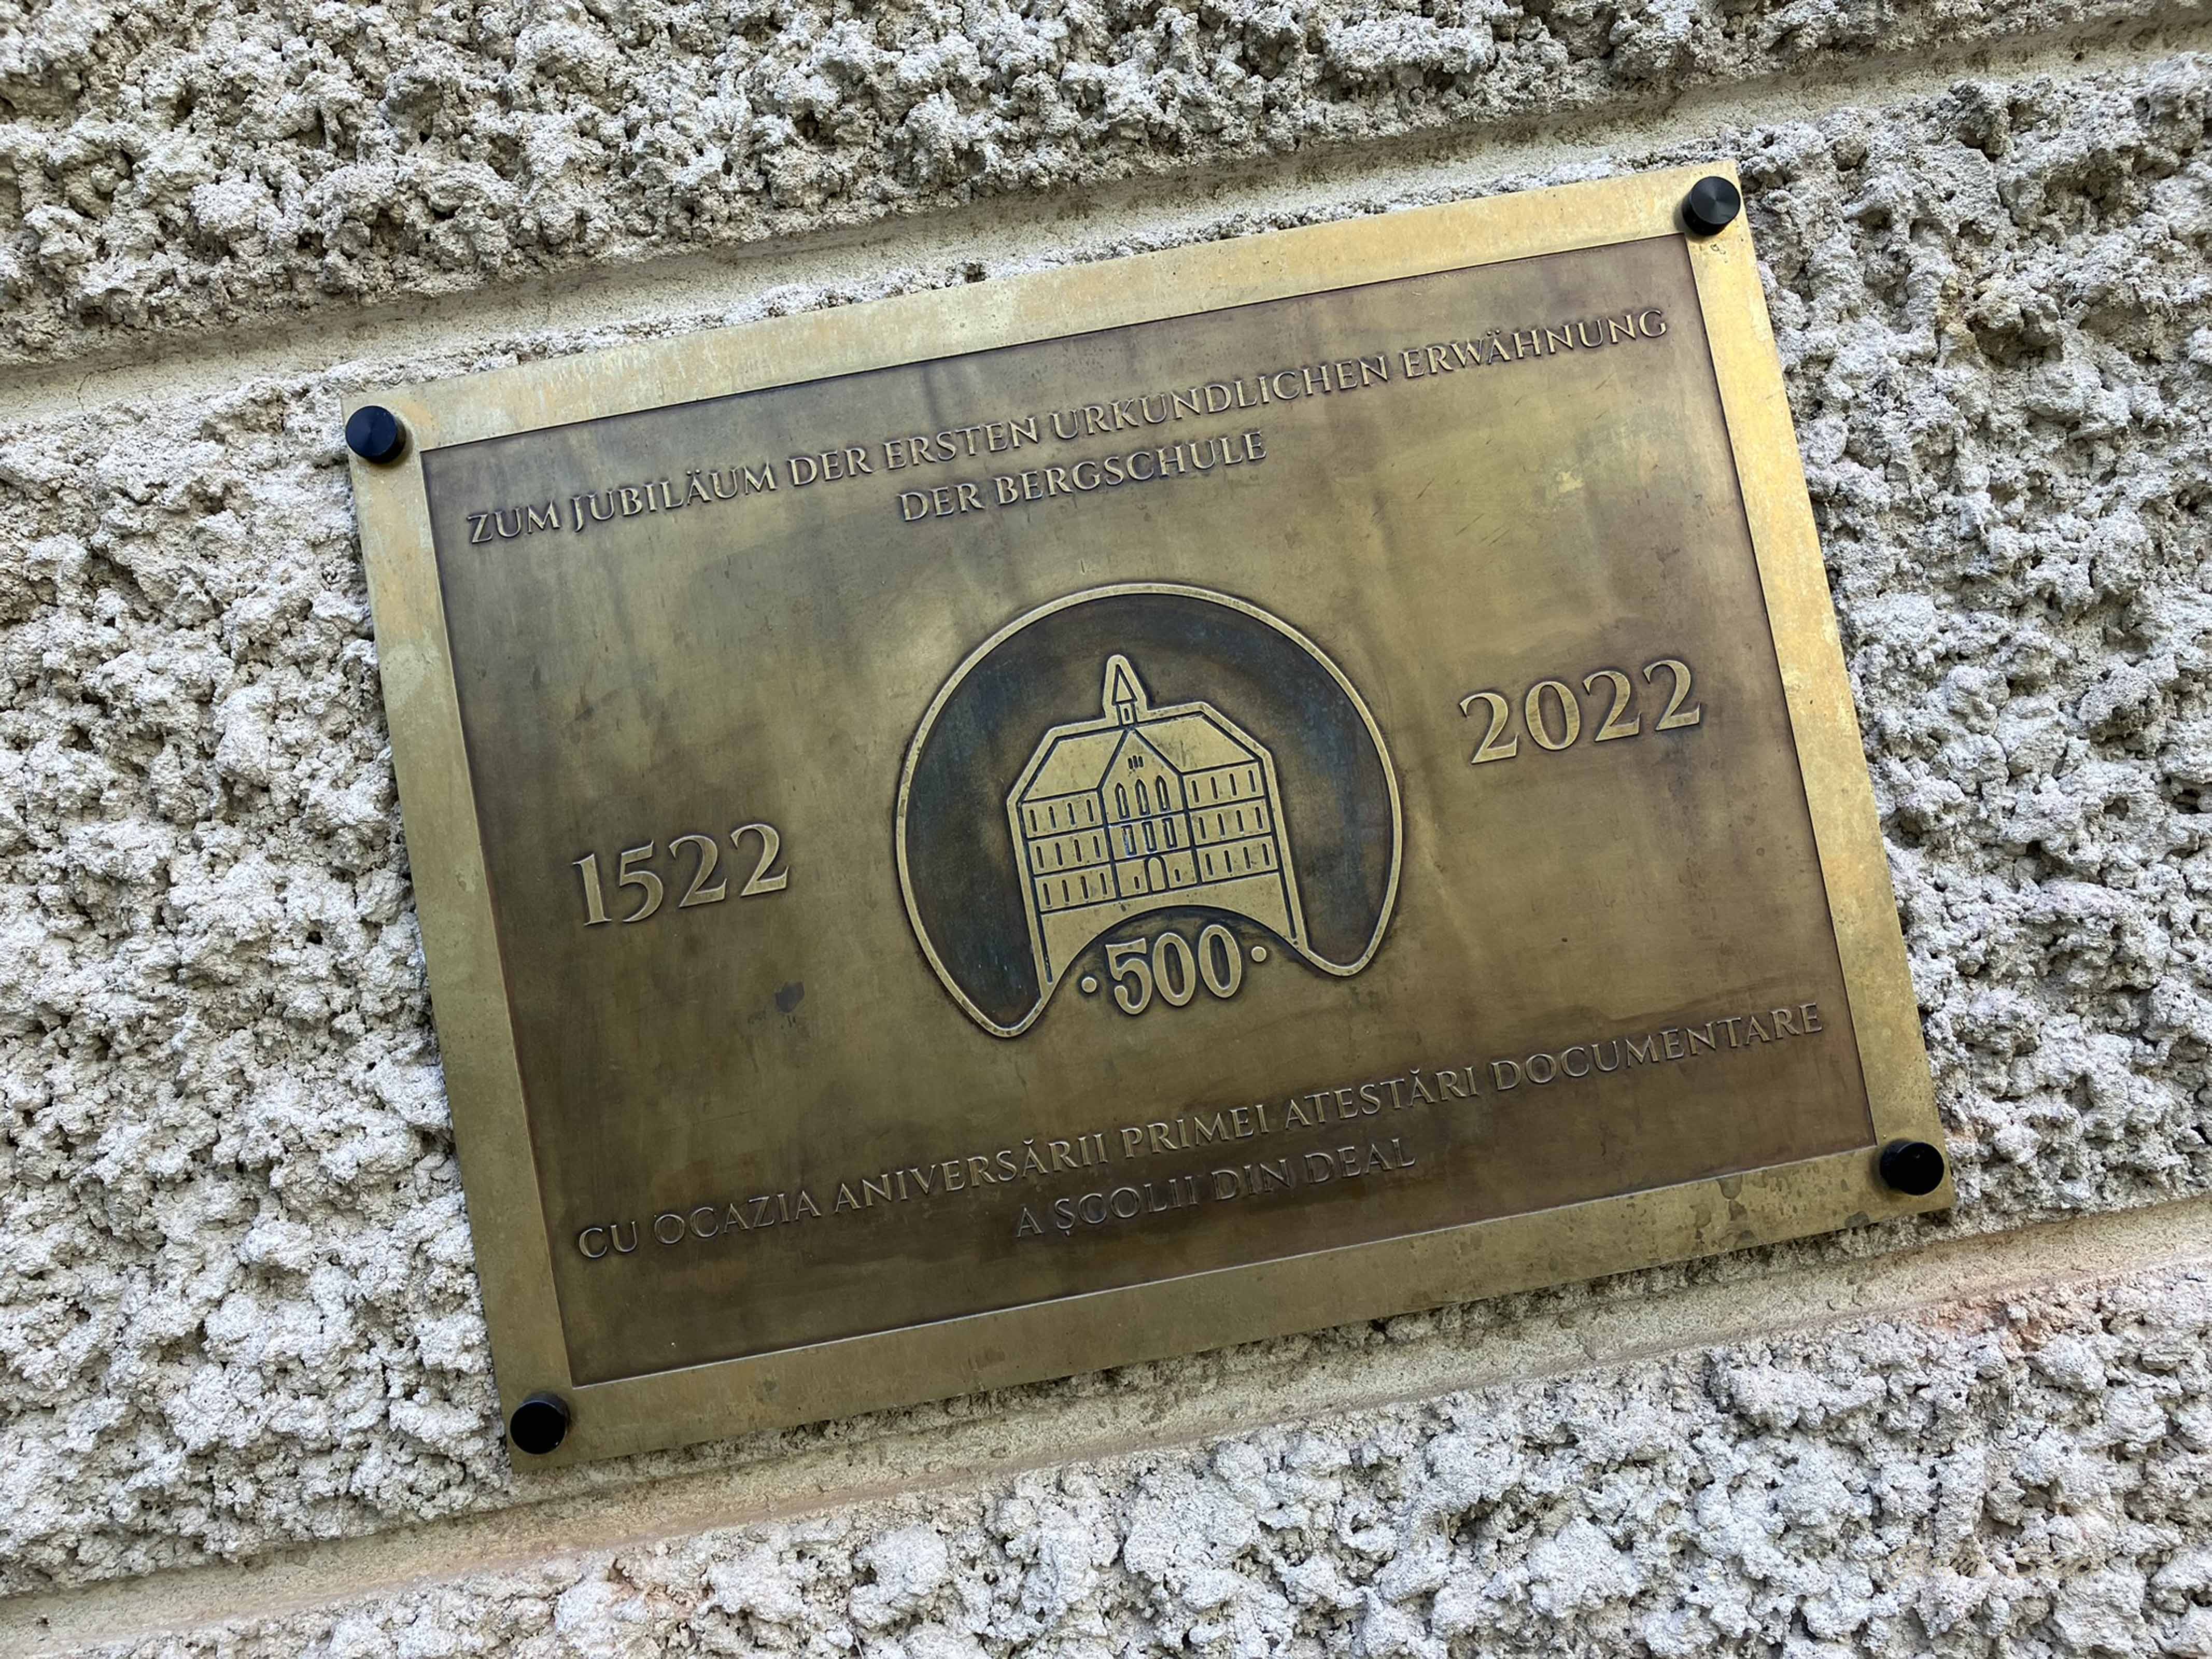 ZUM JUBILÄUM DER ERSTEN URKUNDLICHEN ERWÄHNUNG
DER BERGSCHULE
1522
2022
·500·
CU OCAZIA ANIVERSĂRII PRIMEI ATESTĂRI DOCUMENTARE
A ȘCOLII DIN DEAL